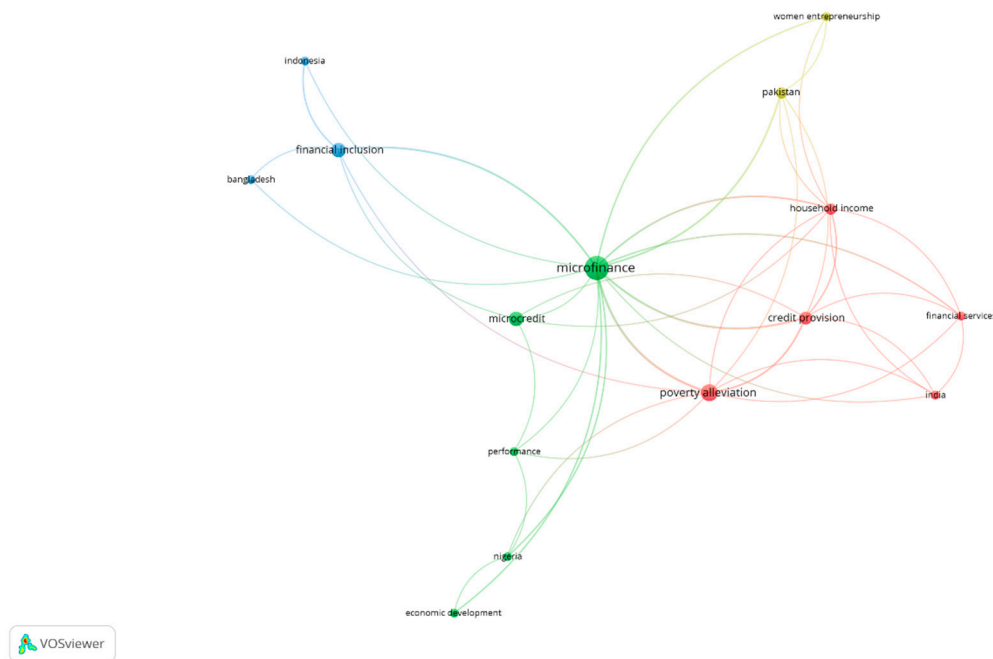 women entrepreneurship
indonesia
pakistan
financial inclusion
bangladesh
household income
microfinance
microcredit
credit provision
financial services
poverty alleviation
india
performance
nigeria
economic development
VOSviewer